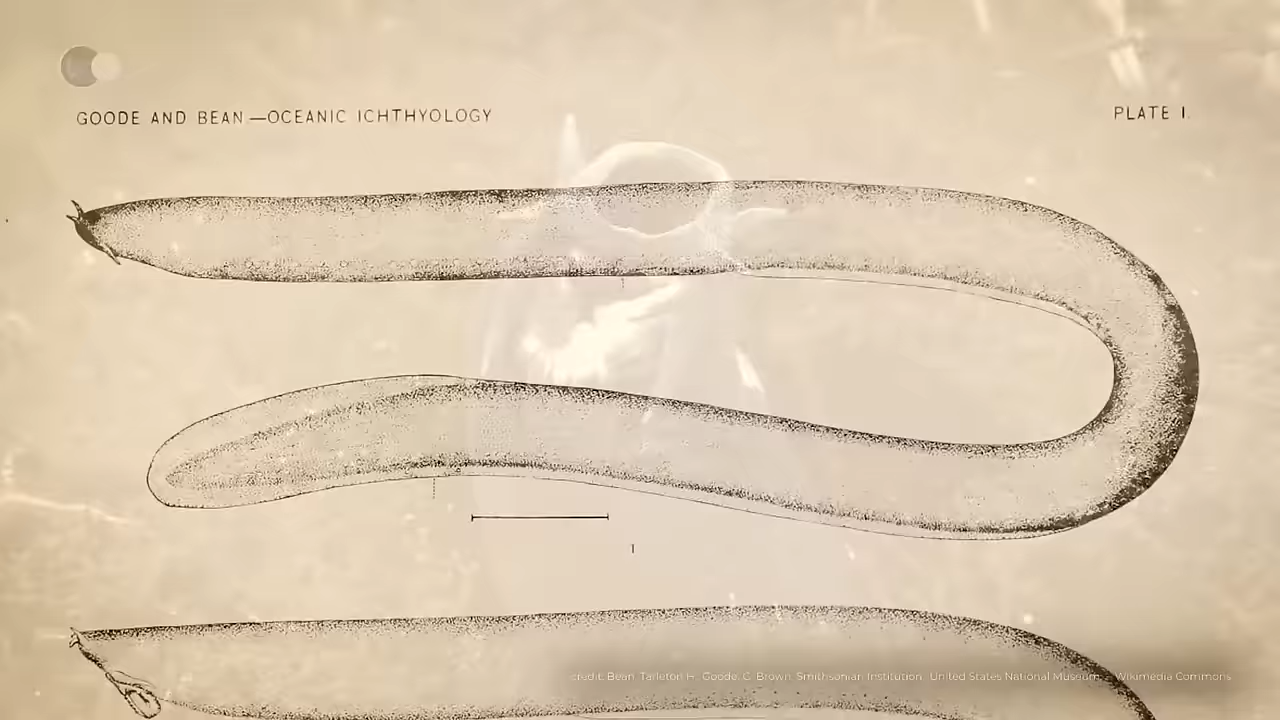 GOODE AND BEAN—OCEANIC ICHTHYOLOGY
PLATE I.
1
credit: Bean, Tarleton H.; Goode, G. Brown; Smithsonian Institution; United States National Museum; - Wikimedia Commons